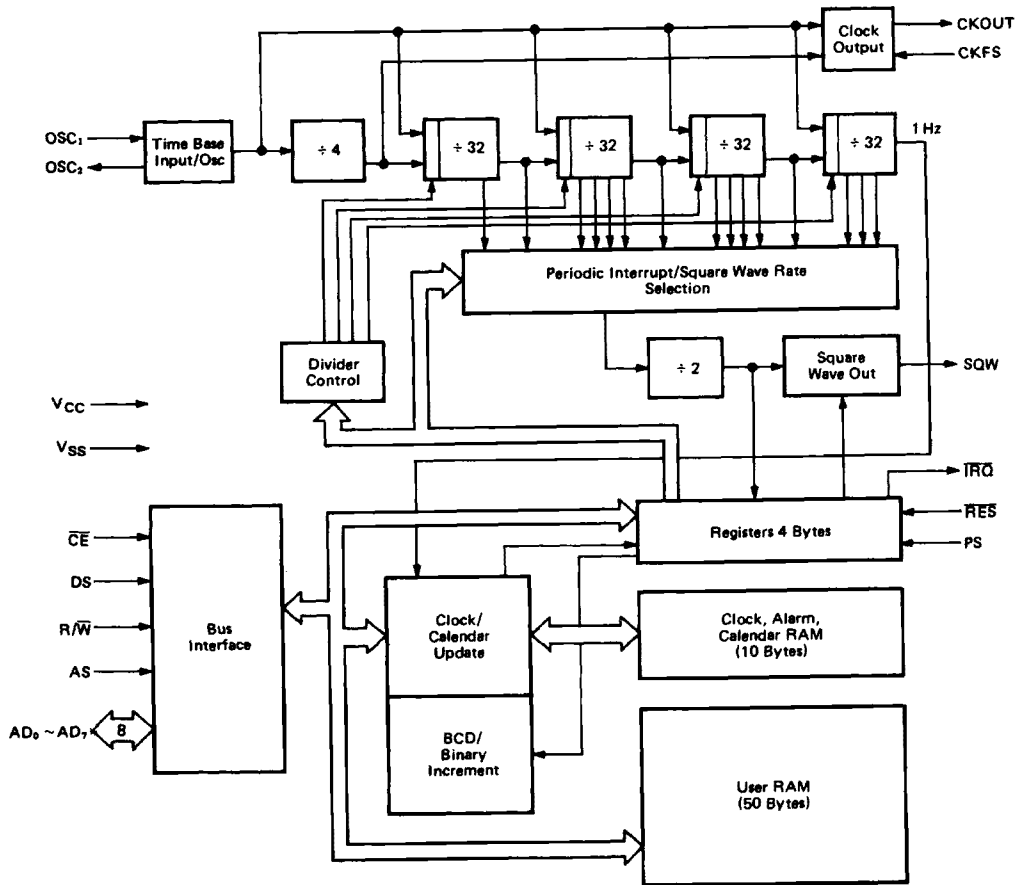 Clock
Output
CKOUT
CKFS
OSC₁
OSC₂
Time Base
Input/Osc
÷ 4
÷ 32
÷ 32
÷ 32
÷ 32
1 Hz
Periodic Interrupt/Square Wave Rate
Selection
Divider
Control
÷ 2
Square
Wave Out
SQW
VCC
VSS
I̅R̅Q̅
R̅E̅S̅
PS
Registers 4 Bytes
C̅E̅
DS
R/W̅
AS
AD₀ ~ AD₇
8
Bus
Interface
Clock/
Calendar
Update
BCD/
Binary
Increment
Clock, Alarm,
Calendar RAM
(10 Bytes)
User RAM
(50 Bytes)